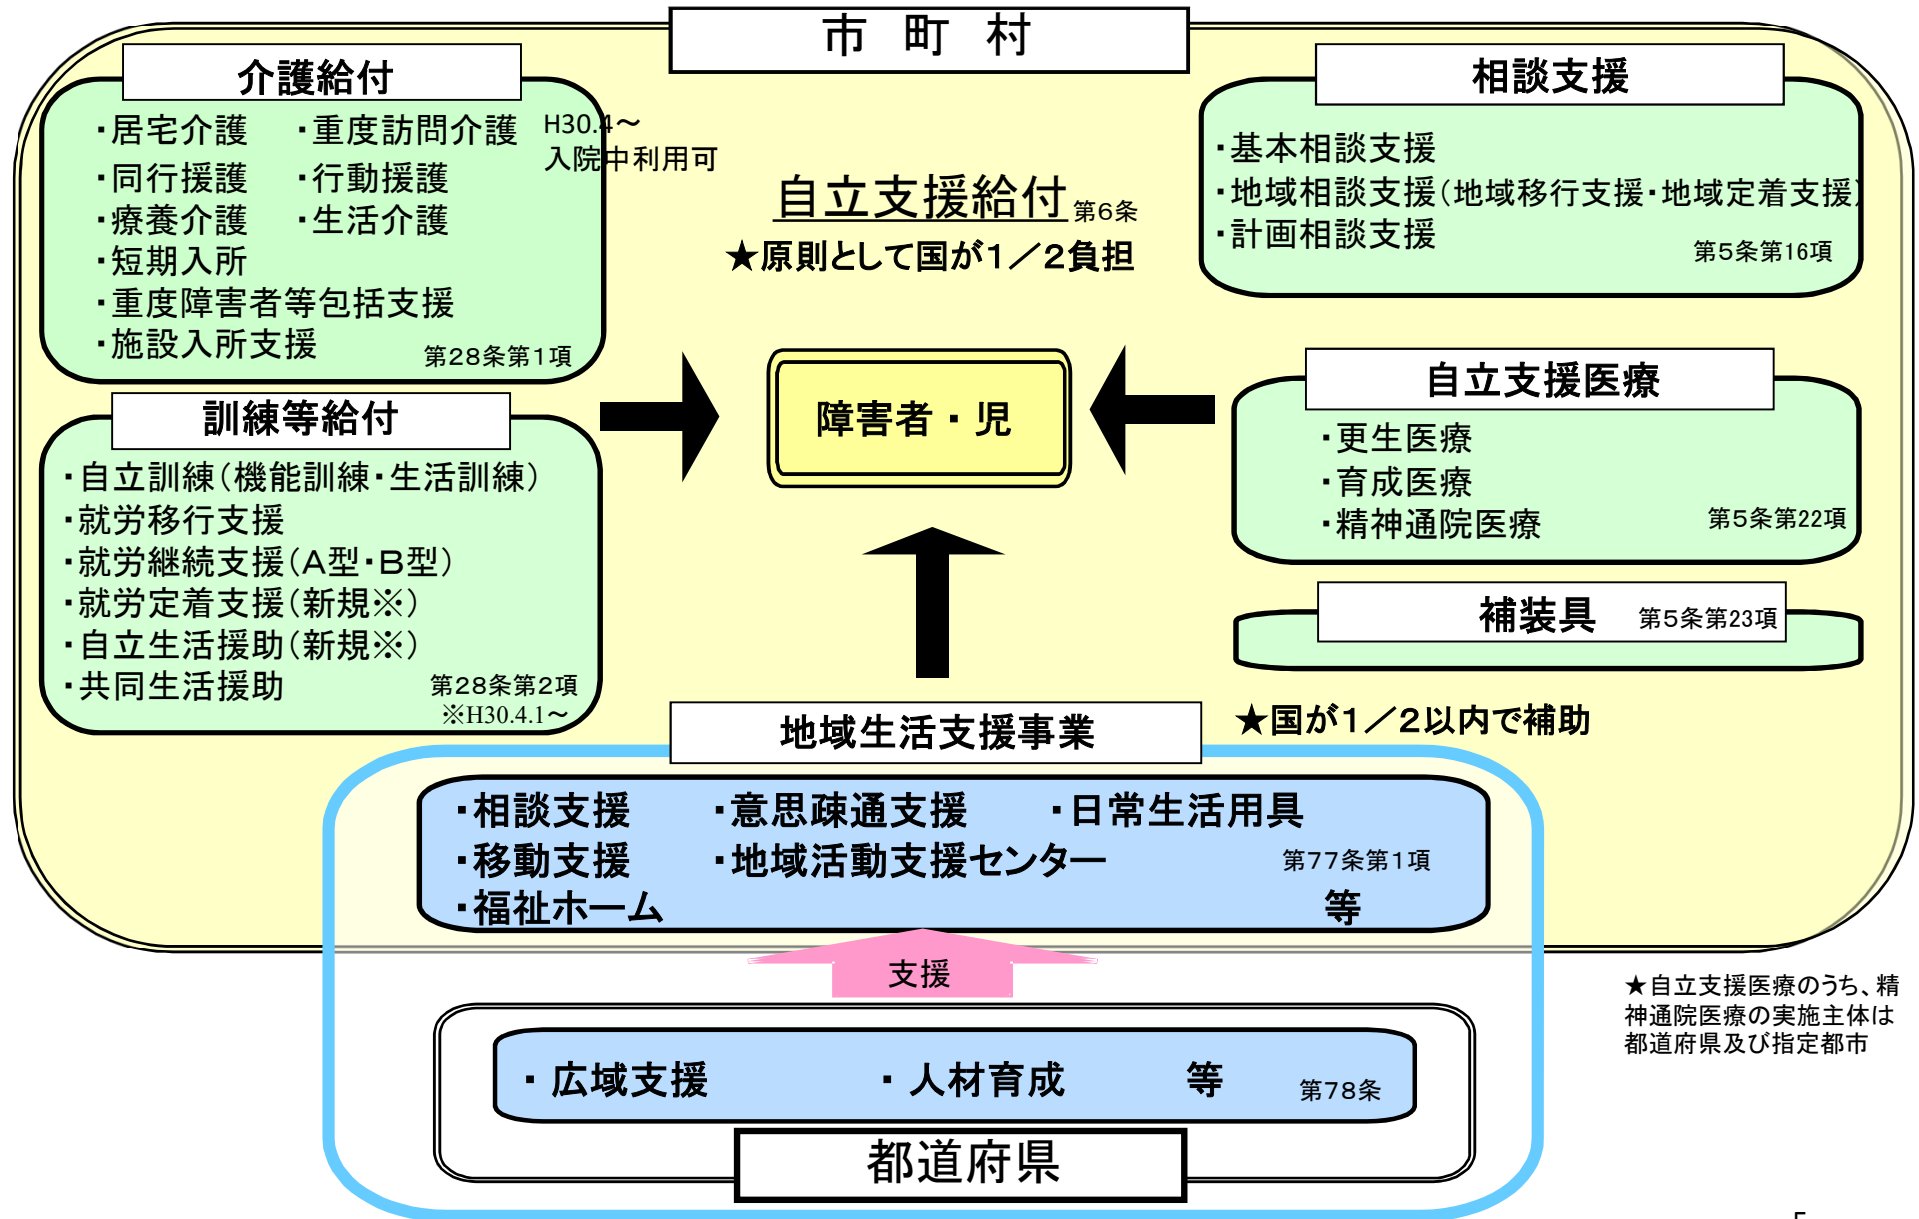 市 町 村
介護給付
・居宅介護 ・重度訪問介護 H30.4～
入院中利用可
・同行援護 ・行動援護
・療養介護 ・生活介護
・短期入所
・重度障害者等包括支援
・施設入所支援 第28条第1項
訓練等給付
・自立訓練(機能訓練・生活訓練)
・就労移行支援
・就労継続支援(A型・B型)
・就労定着支援(新規※)
・自立生活援助(新規※)
・共同生活援助 第28条第2項
※H30.4.1～
自立支援給付 第6条
★原則として国が1／2負担
障害者・児
相談支援
・基本相談支援
・地域相談支援(地域移行支援・地域定着支援)
・計画相談支援
第5条第16項
自立支援医療
・更生医療
・育成医療
・精神通院医療 第5条第22項
補装具 第5条第23項
★国が1／2以内で補助
地域生活支援事業
・相談支援 ・意思疎通支援 ・日常生活用具
・移動支援 ・地域活動支援センター 第77条第1項
・福祉ホーム 等
支援
・広域支援 ・人材育成 等 第78条
都道府県
★自立支援医療のうち、精
神通院医療の実施主体は
都道府県及び指定都市